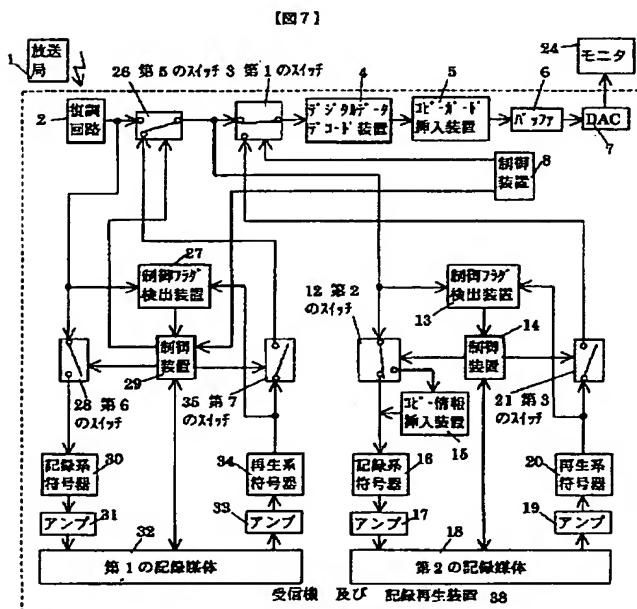 【図7】
放送
局
1
26 第5のスイッチ 3 第1のスイッチ
4
5
6
24
モニタ
2
復調
回路
デジタルデータ
デコード装置
コピーガード
挿入装置
バッファ
DAC
7
制御
装置
8
27
制御フラグ
検出装置
12 第2
のスイッチ
制御フラグ
検出装置
13
14
制御
装置
29
制御
装置
28 第6
のスイッチ
35 第7の
スイッチ
コピー情報
挿入装置
15
21 第3の
スイッチ
30
記録系
符号器
34
再生系
符号器
記録系
符号器
16
20
再生系
符号器
アンプ
31
33
アンプ
アンプ
17
19
アンプ
32
第1の記録媒体
18
第2の記録媒体
受信機 及び 記録再生装置 38